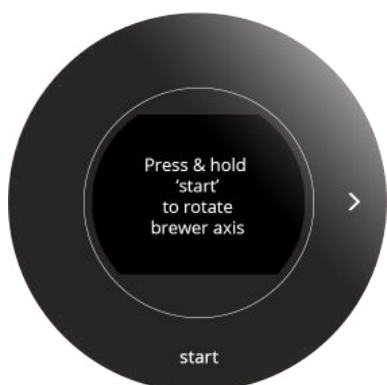 Press & hold
‘start’
to rotate
brewer axis
start